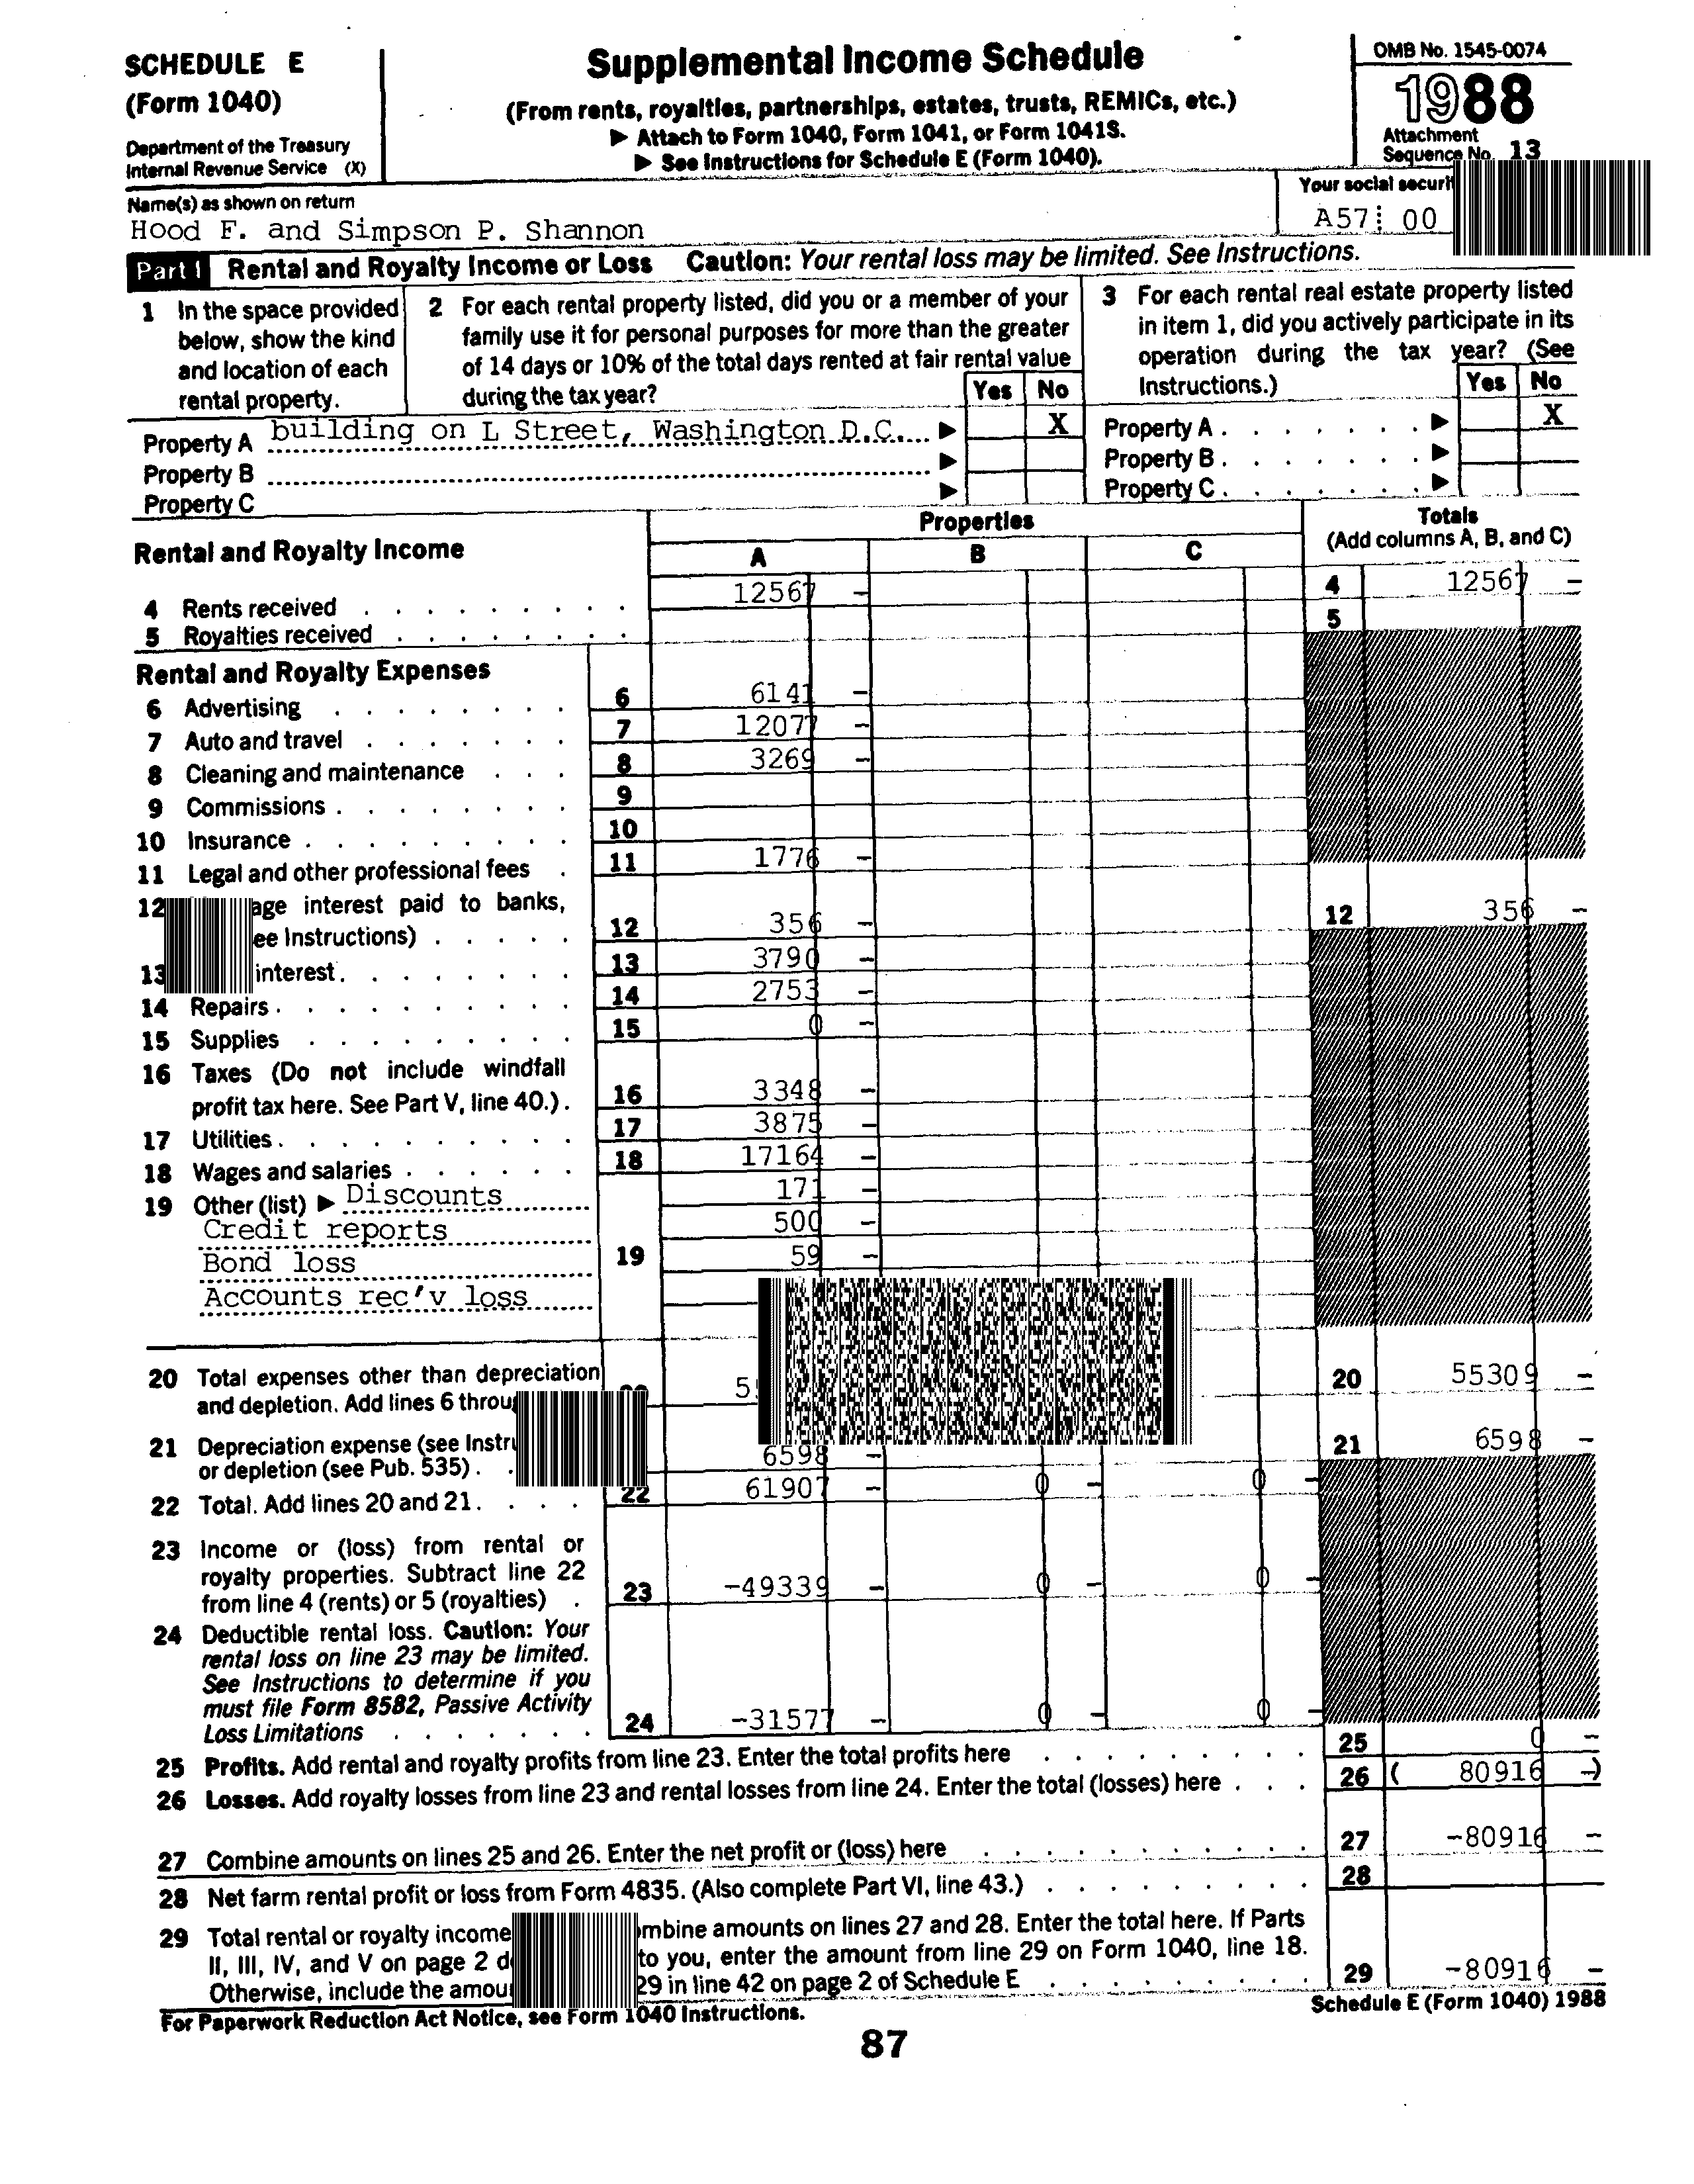 SCHEDULE E
(Form 1040)
Department of the Treasury
Internal Revenue Service (X)
Supplemental Income Schedule
(From rents, royalties, partnerships, estates, trusts, REMICs, etc.)
▶ Attach to Form 1040, Form 1041, or Form 1041S.
▶ See Instructions for Schedule E (Form 1040).
OMB No. 1545-0074
1988
Attachment
Sequence No. 13
Name(s) as shown on return
Hood F. and Simpson P. Shannon
Your social
A57 00
Part I Rental and Royalty Income or Loss Caution: Your rental loss may be limited. See Instructions.
1 In the space provided
below, show the kind
and location of each
rental property.
2 For each rental property listed, did you or a member of your
family use it for personal purposes for more than the greater
of 14 days or 10% of the total days rented at fair rental value
during the tax year?
Yes No
3 For each rental real estate property listed
in item 1, did you actively participate in its
operation during the tax year? (See
Instructions.)
Yes No
Property A building on L Street, Washington D.C. ▶ X Property A ▶ X
Property B ▶ Property B ▶
Property C ▶ Property C ▶
Rental and Royalty Income
Properties
A B C
Totals
(Add columns A, B, and C)
4 Rents received 12567 – 4 12567 –
5 Royalties received 5
Rental and Royalty Expenses
6 Advertising 6 6141 –
7 Auto and travel 7 12077 –
8 Cleaning and maintenance 8 3269 –
9 Commissions 9
10 Insurance 10
11 Legal and other professional fees 11 1776 –
12 interest paid to banks,
Instructions) 12 356 – 12 356 –
13 interest 13 3790 –
14 Repairs 14 2753 –
15 Supplies 15 0 –
16 Taxes (Do not include windfall
profit tax here. See Part V, line 40.) 16 3348 –
17 Utilities 17 3875 –
18 Wages and salaries 18 17164 –
19 Other (list) ▶ Discounts 171 –
Credit reports 500 –
Bond loss 19 59 –
Accounts rec'v loss
20 Total expenses other than depreciation
and depletion. Add lines 6 20 55309 –
21 Depreciation expense (see
or depletion (see Pub. 535) 6598 – 21 6598 –
22 Total. Add lines 20 and 21 22 61907 – 0 – 0 –
23 Income or (loss) from rental or
royalty properties. Subtract line 22
from line 4 (rents) or 5 (royalties) 23 -49339 – 0 – 0 –
24 Deductible rental loss. Caution: Your
rental loss on line 23 may be limited.
See Instructions to determine if you
must file Form 8582, Passive Activity
Loss Limitations 24 -31577 – 0 – 0 –
25 Profits. Add rental and royalty profits from line 23. Enter the total profits here 25 0 –
26 Losses. Add royalty losses from line 23 and rental losses from line 24. Enter the total (losses) here 26 ( 80916 –)
27 Combine amounts on lines 25 and 26. Enter the net profit or (loss) here 27 -80916 –
28 Net farm rental profit or loss from Form 4835. (Also complete Part VI, line 43.) 28
29 Total rental or royalty income amounts on lines 27 and 28. Enter the total here. If Parts
II, III, IV, and V on page 2 to you, enter the amount from line 29 on Form 1040, line 18.
Otherwise, include the 29 in line 42 on page 2 of Schedule E 29 -80916 –
For Paperwork Reduction Act Notice, see Form 1040 Instructions.
Schedule E (Form 1040) 1988
87